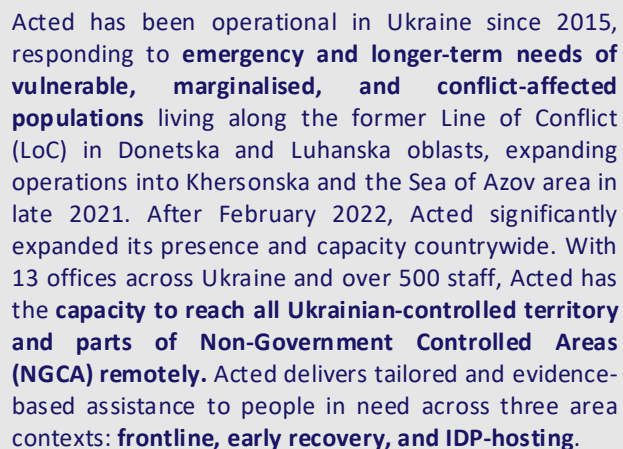 Acted has been operational in Ukraine since 2015,
responding to emergency and longer-term needs of
vulnerable, marginalised, and conflict-affected
populations living along the former Line of Conflict
(LoC) in Donetska and Luhanska oblasts, expanding
operations into Khersonska and the Sea of Azov area in
late 2021. After February 2022, Acted significantly
expanded its presence and capacity countrywide. With
13 offices across Ukraine and over 500 staff, Acted has
the capacity to reach all Ukrainian-controlled territory
and parts of Non-Government Controlled Areas
(NGCA) remotely. Acted delivers tailored and evidence-
based assistance to people in need across three area
contexts: frontline, early recovery, and IDP-hosting.